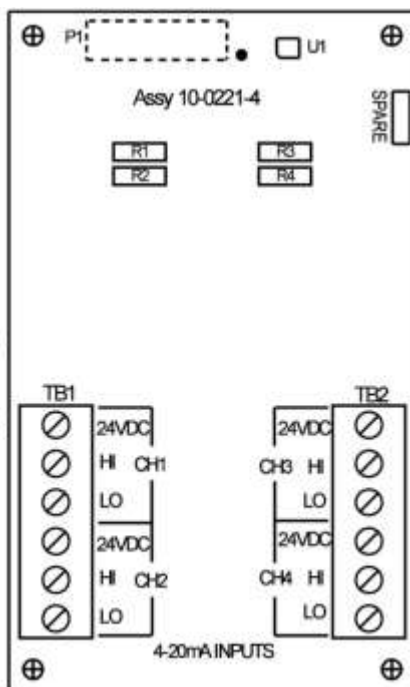 P1
U1
Assy 10-0221-4
SPARE
R1 R3
R2 R4
TB1 TB2
24VDC 24VDC
HI CH1 CH3 HI
LO LO
24VDC 24VDC
HI CH2 CH4 HI
LO LO
4-20mA INPUTS